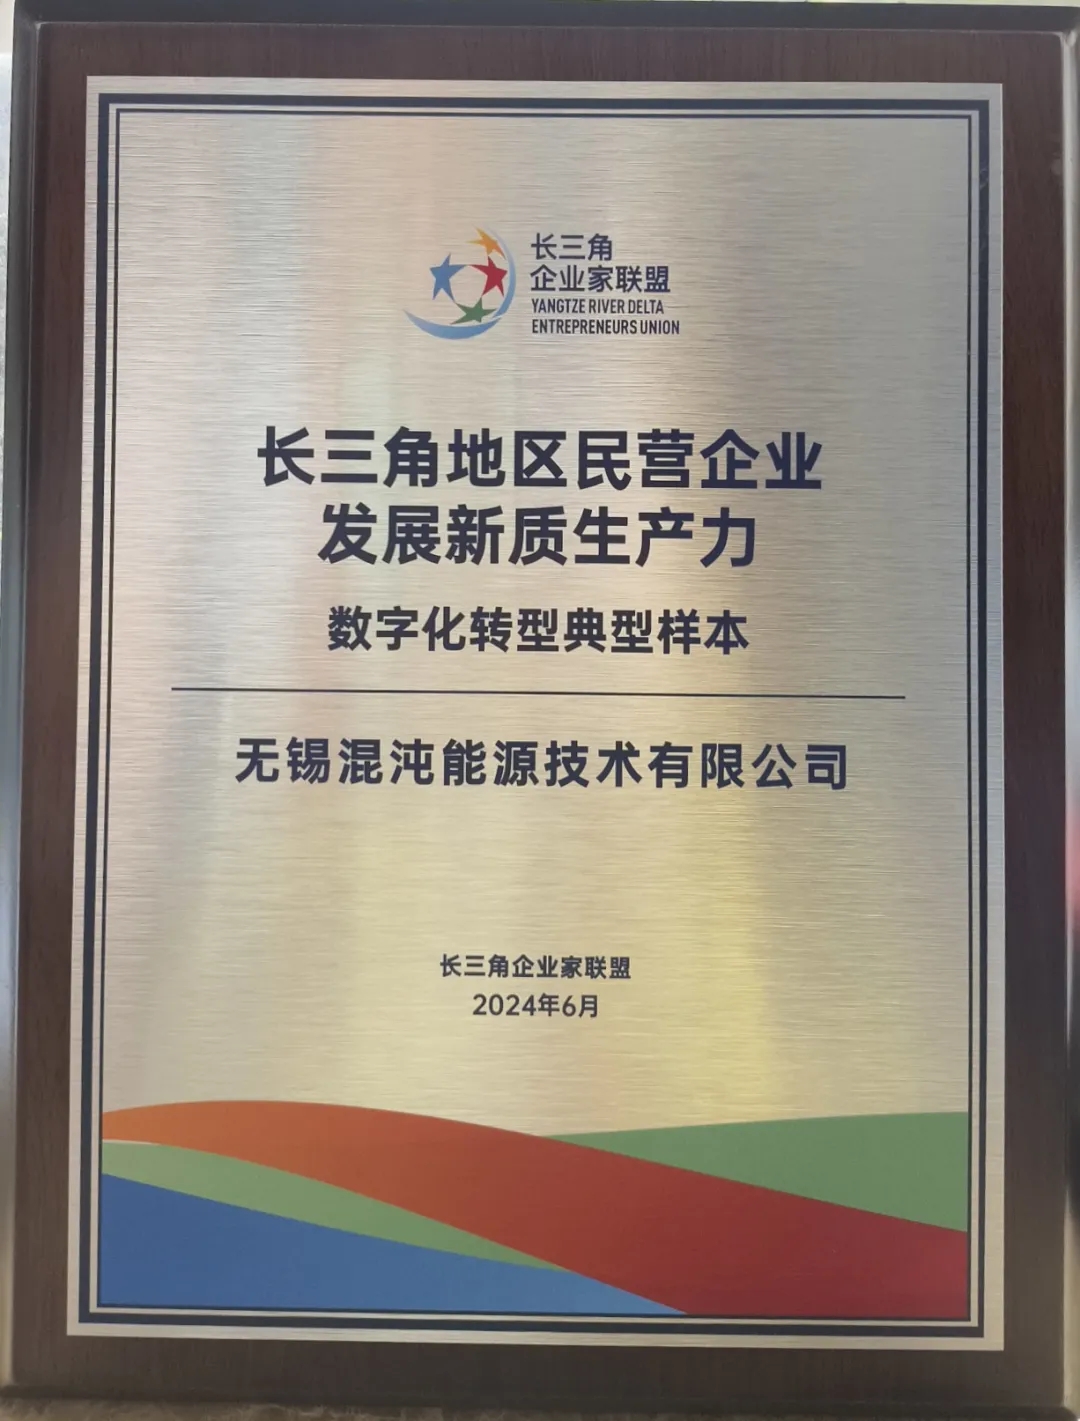 长三角
企业家联盟
YANGTZE RIVER DELTA
ENTREPRENEURS UNION
长三角地区民营企业
发展新质生产力
数字化转型典型样本
无锡混沌能源技术有限公司
长三角企业家联盟
2024年6月